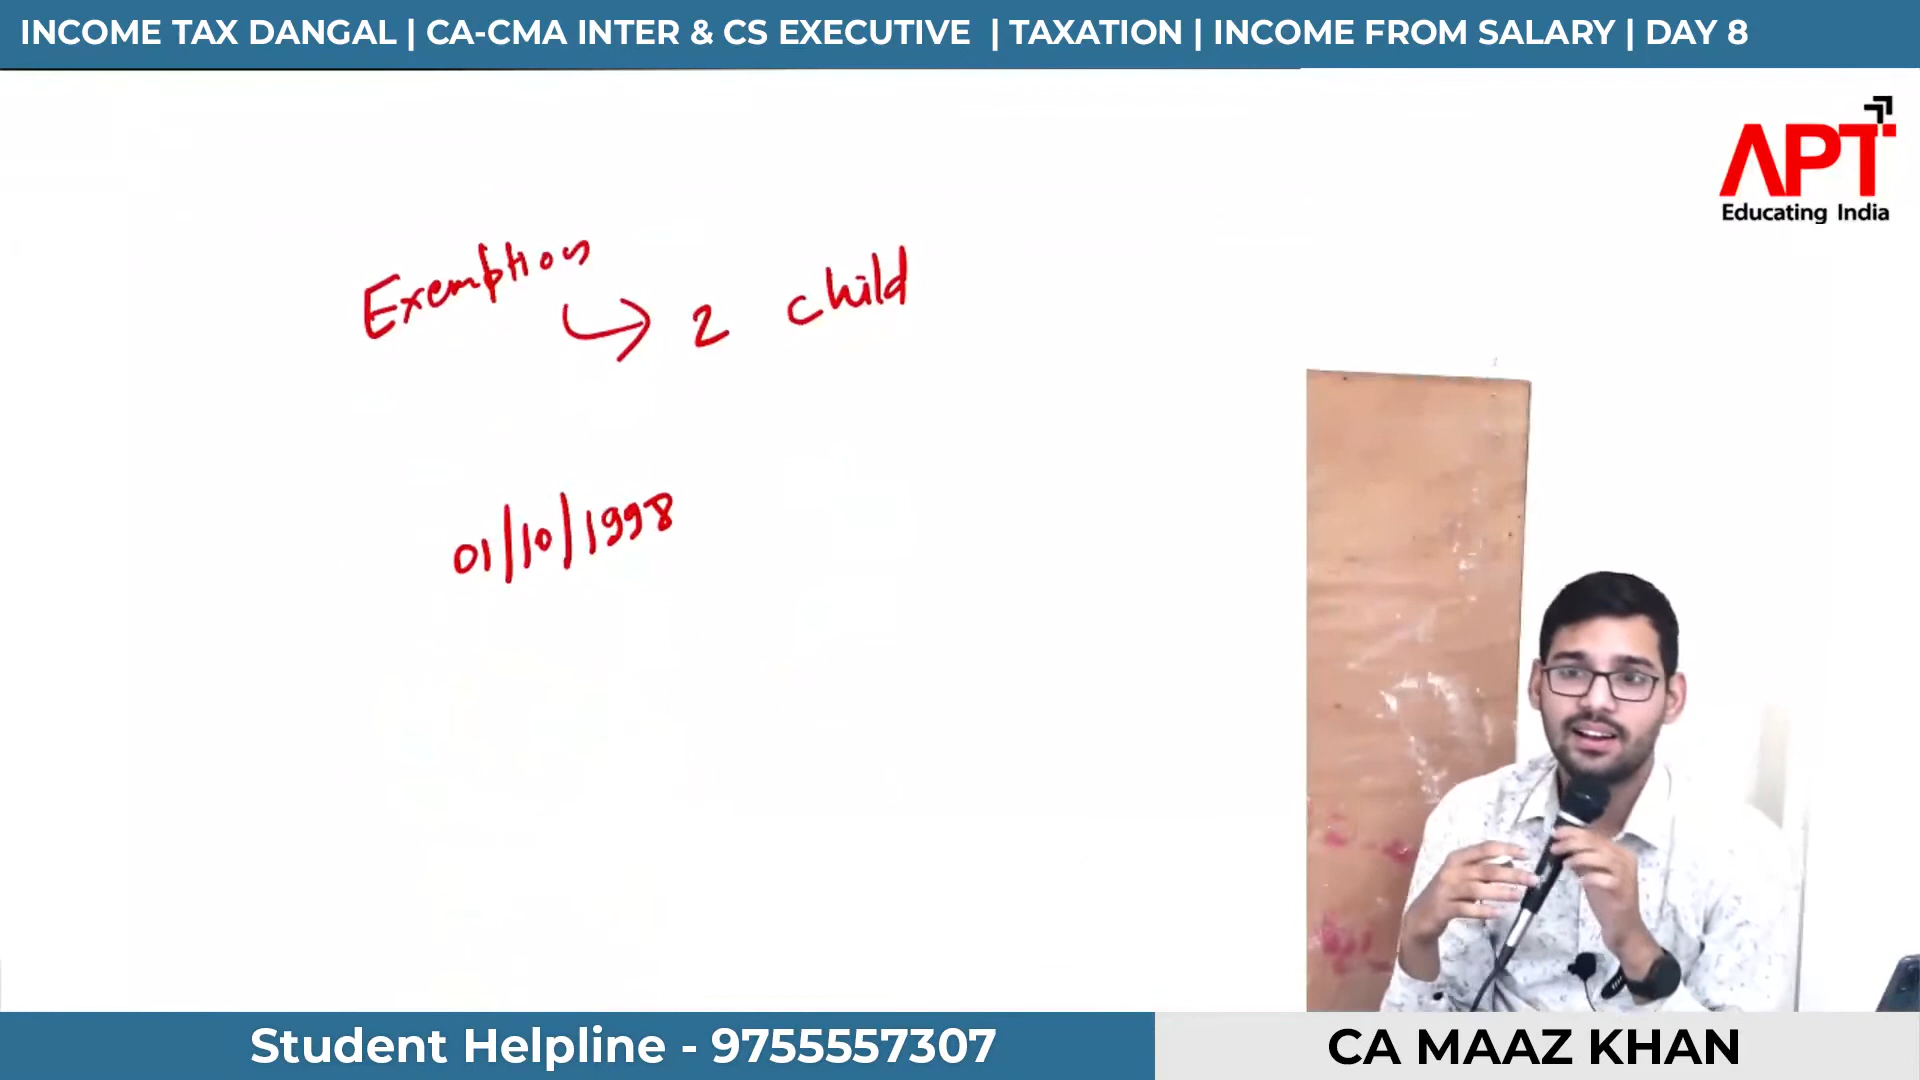 INCOME TAX DANGAL | CA-CMA INTER & CS EXECUTIVE | TAXATION | INCOME FROM SALARY | DAY 8
APT
Educating India
Exemption
2 child
01/10/1998
Student Helpline - 9755557307
CA MAAZ KHAN